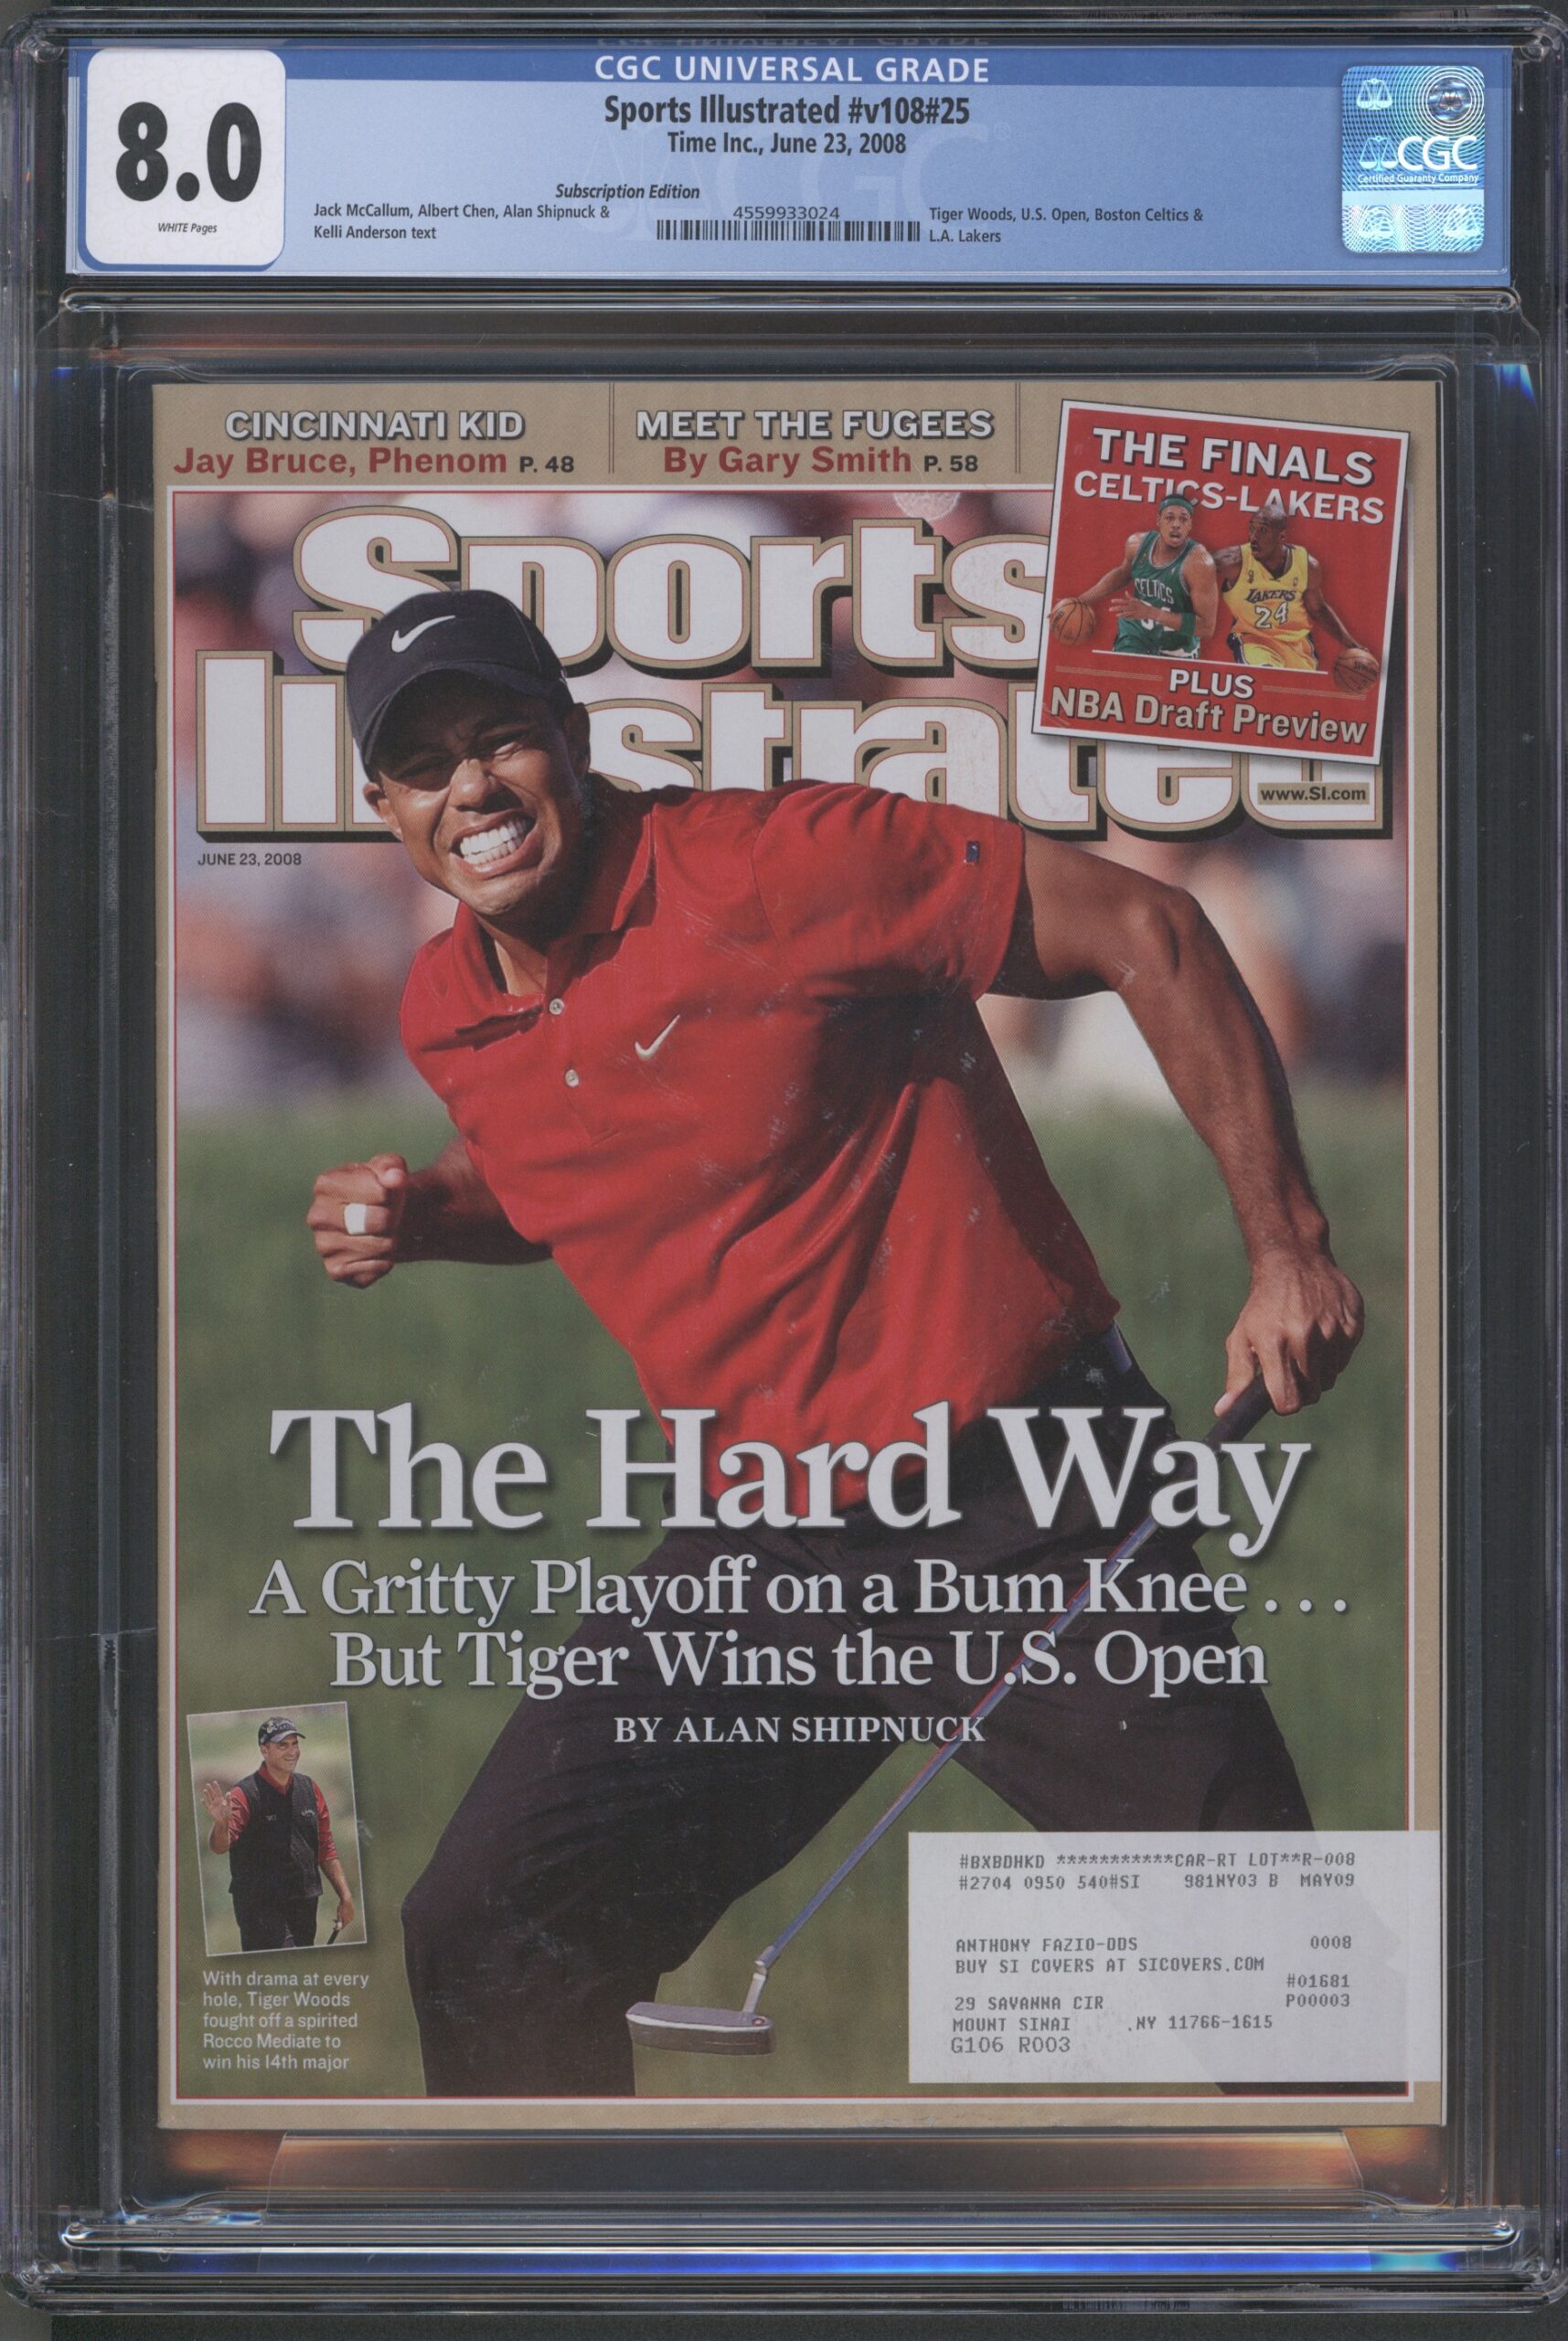 CGC UNIVERSAL GRADE
8.0
WHITE Pages
Sports Illustrated #v108#25
Time Inc., June 23, 2008
Subscription Edition
Jack McCallum, Albert Chen, Alan Shipnuck &
Kelli Anderson text
4559933024
Tiger Woods, U.S. Open, Boston Celtics &
L.A. Lakers
CGC
Certified Guaranty Company
CINCINNATI KID
Jay Bruce, Phenom P. 48
MEET THE FUGEES
By Gary Smith P. 58
THE FINALS
CELTICS-LAKERS
CELTICS
LAKERS
24
PLUS
NBA Draft Preview
Sports
Illustrated
www.SI.com
JUNE 23, 2008
The Hard Way
A Gritty Playoff on a Bum Knee . . .
But Tiger Wins the U.S. Open
BY ALAN SHIPNUCK
With drama at every
hole, Tiger Woods
fought off a spirited
Rocco Mediate to
win his 14th major
#BXBDHKD ***********CAR-RT LOT**R-008
#2704 0950 540#SI 981NY03 B MAY09
ANTHONY FAZIO-DDS 0008
BUY SI COVERS AT SICOVERS.COM
#01681
29 SAVANNA CIR P00003
MOUNT SINAI ,NY 11766-1615
G106 R003